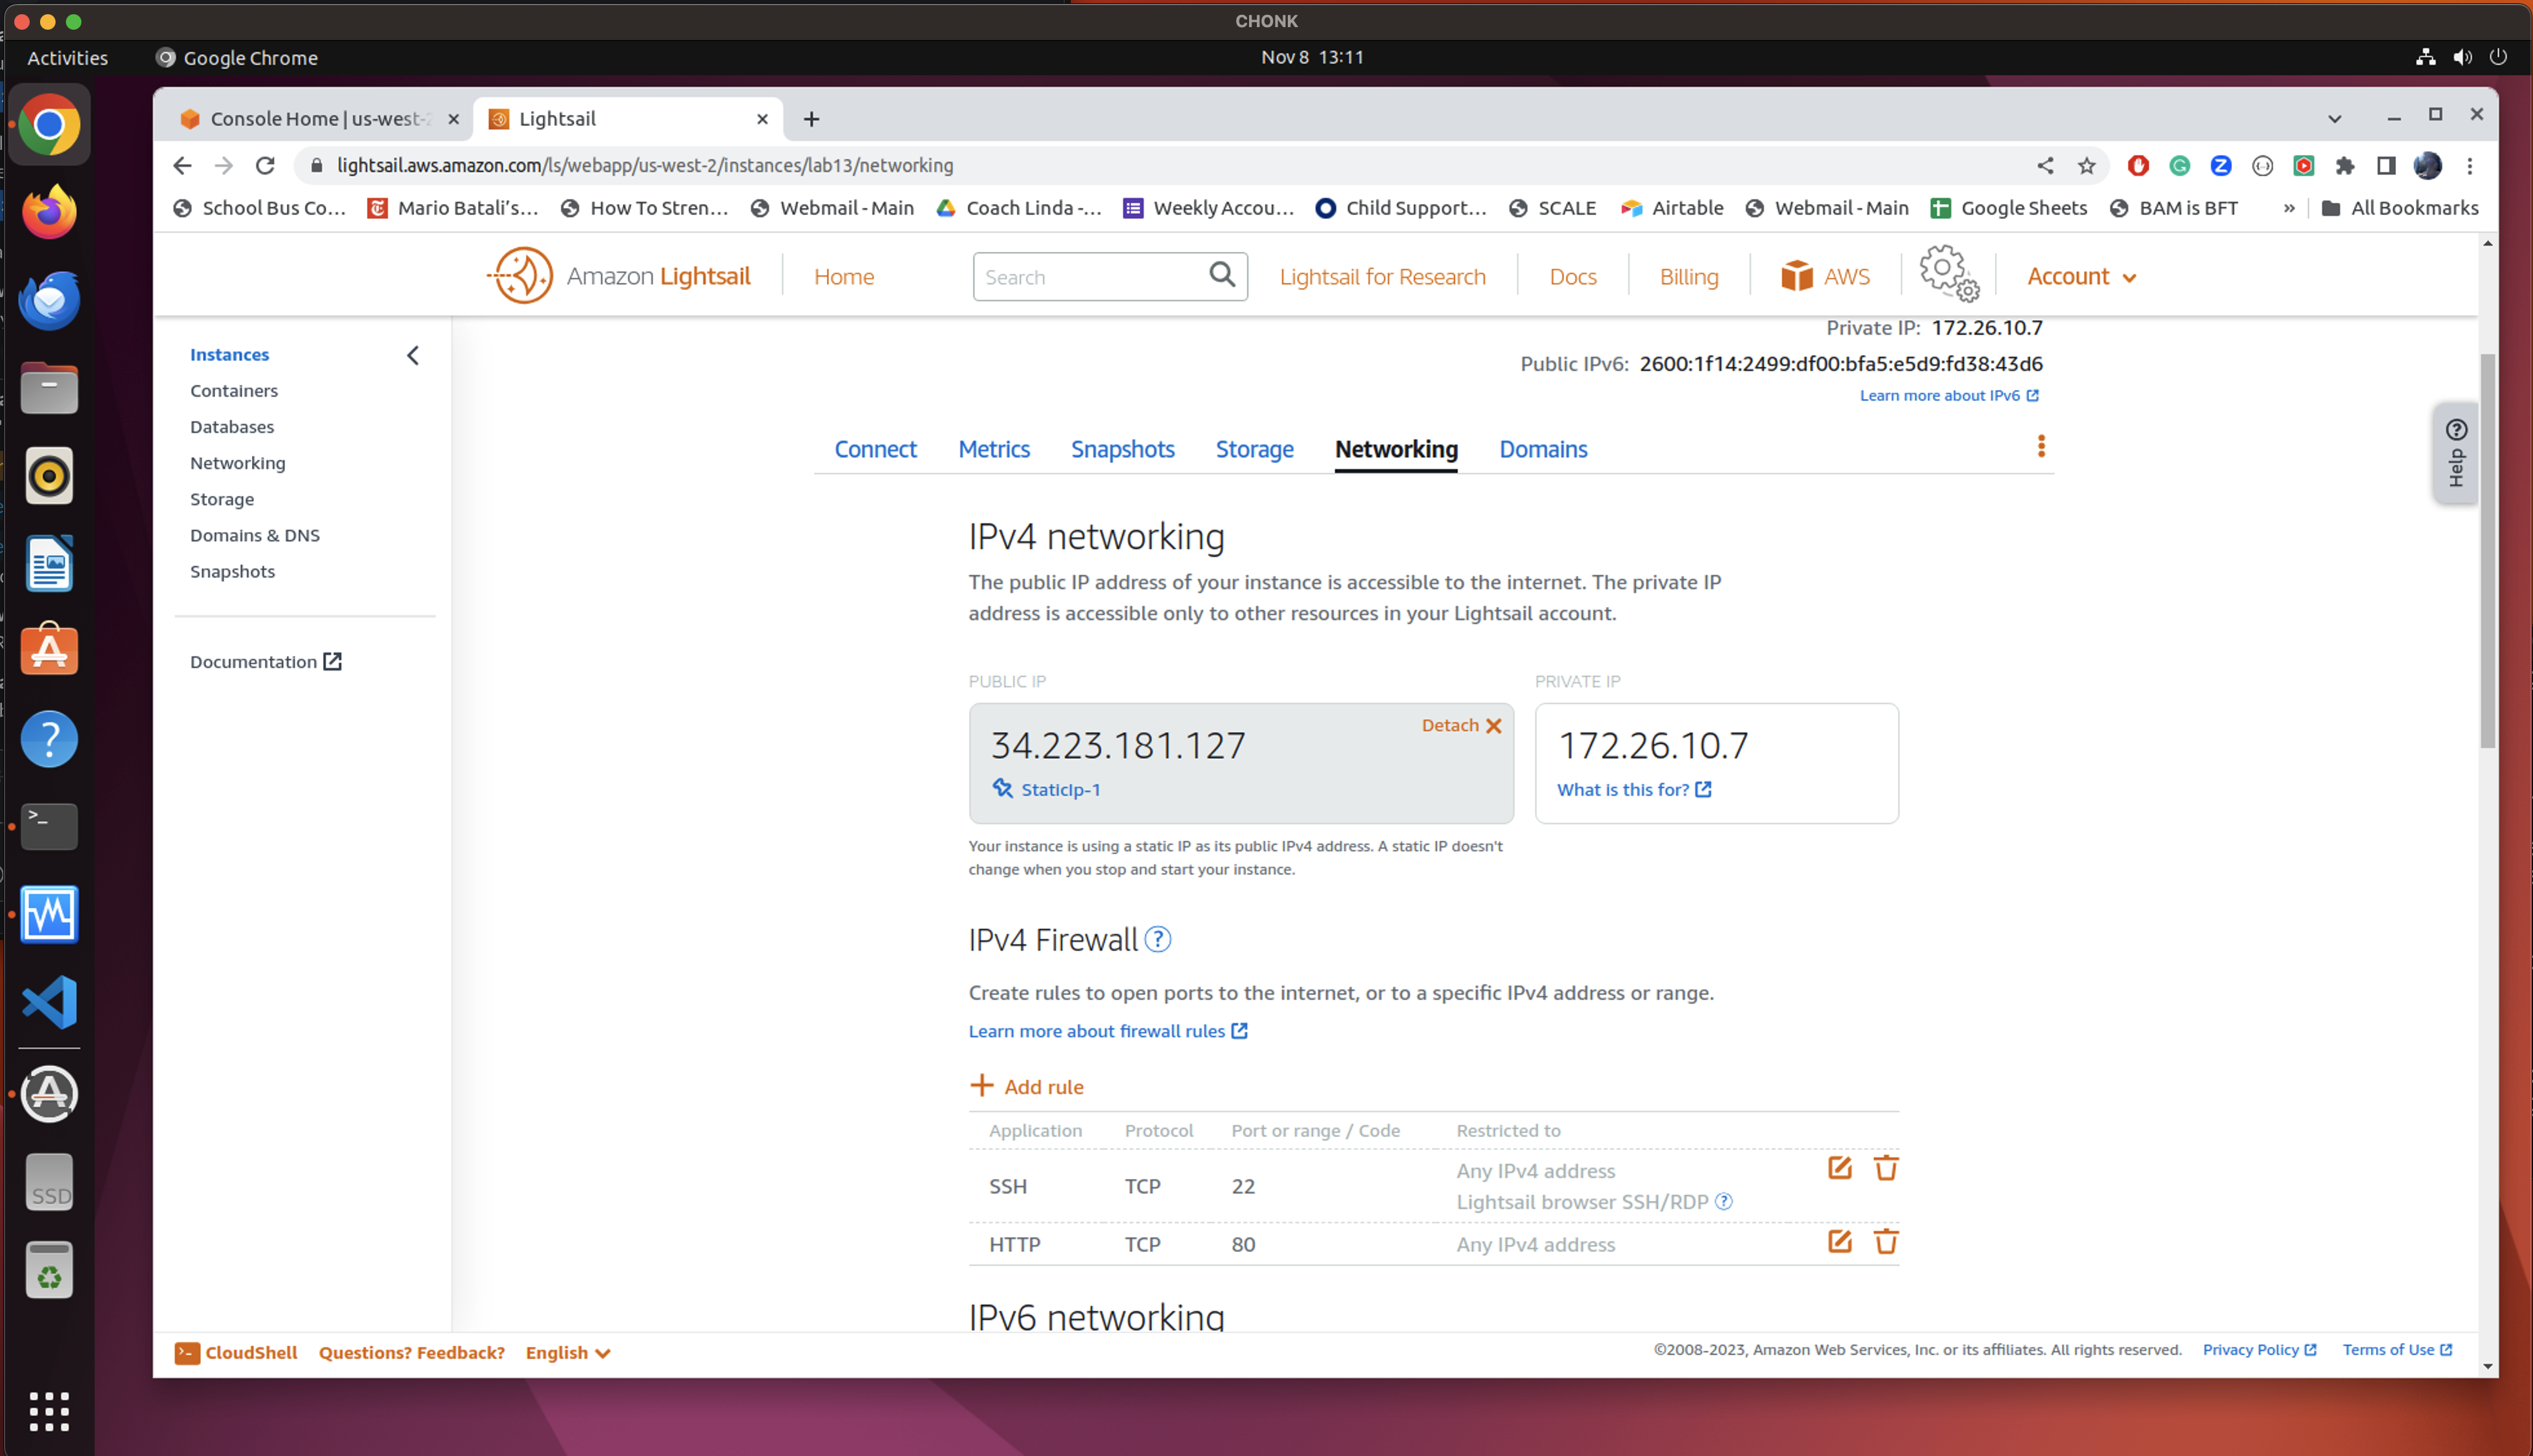 CHONK
Activities
Google Chrome
Nov 8 13:11
Console Home | us-west-2
Lightsail
lightsail.aws.amazon.com/ls/webapp/us-west-2/instances/lab13/networking
School Bus Co...
Mario Batali's...
How To Stren...
Webmail - Main
Coach Linda -...
Weekly Accou...
Child Support...
SCALE
Airtable
Webmail - Main
Google Sheets
BAM is BFT
»
All Bookmarks
Amazon Lightsail
Home
Search
Lightsail for Research
Docs
Billing
AWS
Account
Instances
Containers
Databases
Networking
Storage
Domains & DNS
Snapshots
Documentation
Private IP: 172.26.10.7
Public IPv6: 2600:1f14:2499:df00:bfa5:e5d9:fd38:43d6
Learn more about IPv6
Help
Connect
Metrics
Snapshots
Storage
Networking
Domains
IPv4 networking
The public IP address of your instance is accessible to the internet. The private IP
address is accessible only to other resources in your Lightsail account.
PUBLIC IP
34.223.181.127
Detach
StaticIp-1
PRIVATE IP
172.26.10.7
What is this for?
Your instance is using a static IP as its public IPv4 address. A static IP doesn't
change when you stop and start your instance.
IPv4 Firewall
Create rules to open ports to the internet, or to a specific IPv4 address or range.
Learn more about firewall rules
+ Add rule
Application Protocol Port or range / Code Restricted to
SSH TCP 22 Any IPv4 address
Lightsail browser SSH/RDP
HTTP TCP 80 Any IPv4 address
IPv6 networking
SSD
CloudShell
Questions? Feedback?
English
©2008-2023, Amazon Web Services, Inc. or its affiliates. All rights reserved.
Privacy Policy
Terms of Use